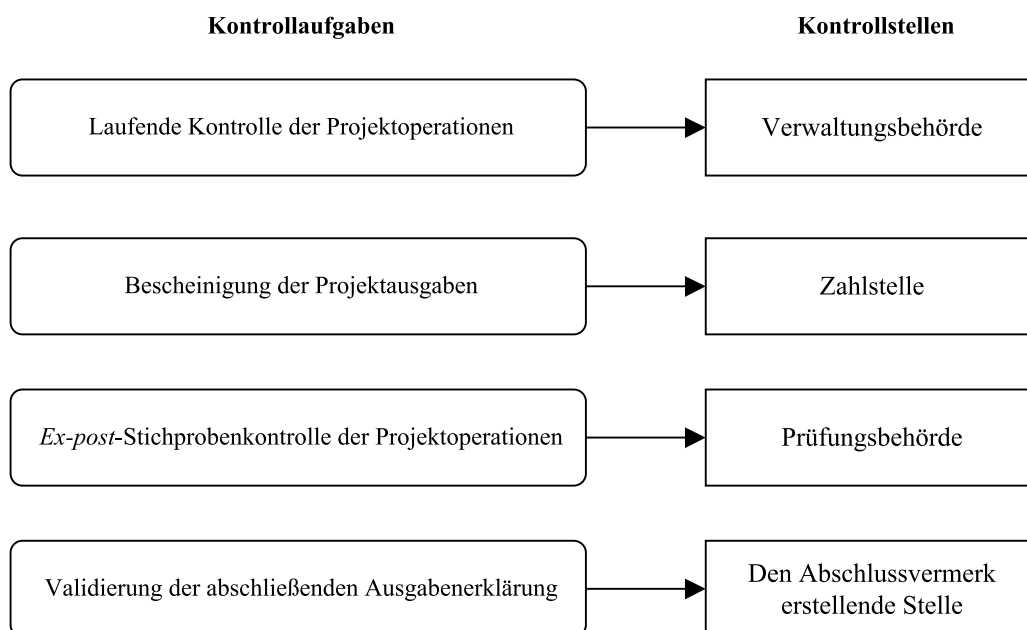 Kontrollaufgaben
Kontrollstellen
Laufende Kontrolle der Projektoperationen
Verwaltungsbehörde
Bescheinigung der Projektausgaben
Zahlstelle
Ex-post-Stichprobenkontrolle der Projektoperationen
Prüfungsbehörde
Validierung der abschließenden Ausgabenerklärung
Den Abschlussvermerk
erstellende Stelle